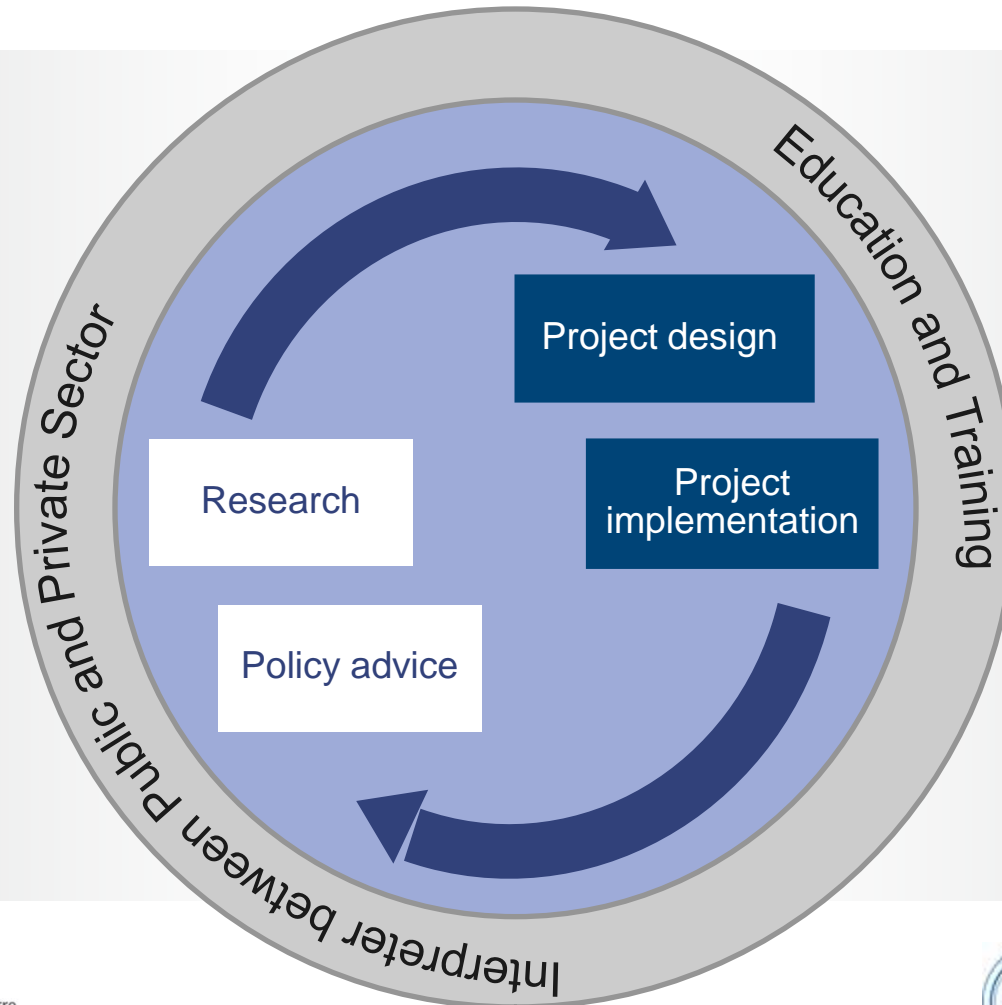 Education and Training
Project design
Project
implementation
Research
Policy advice
Interpreter between Public and Private Sector